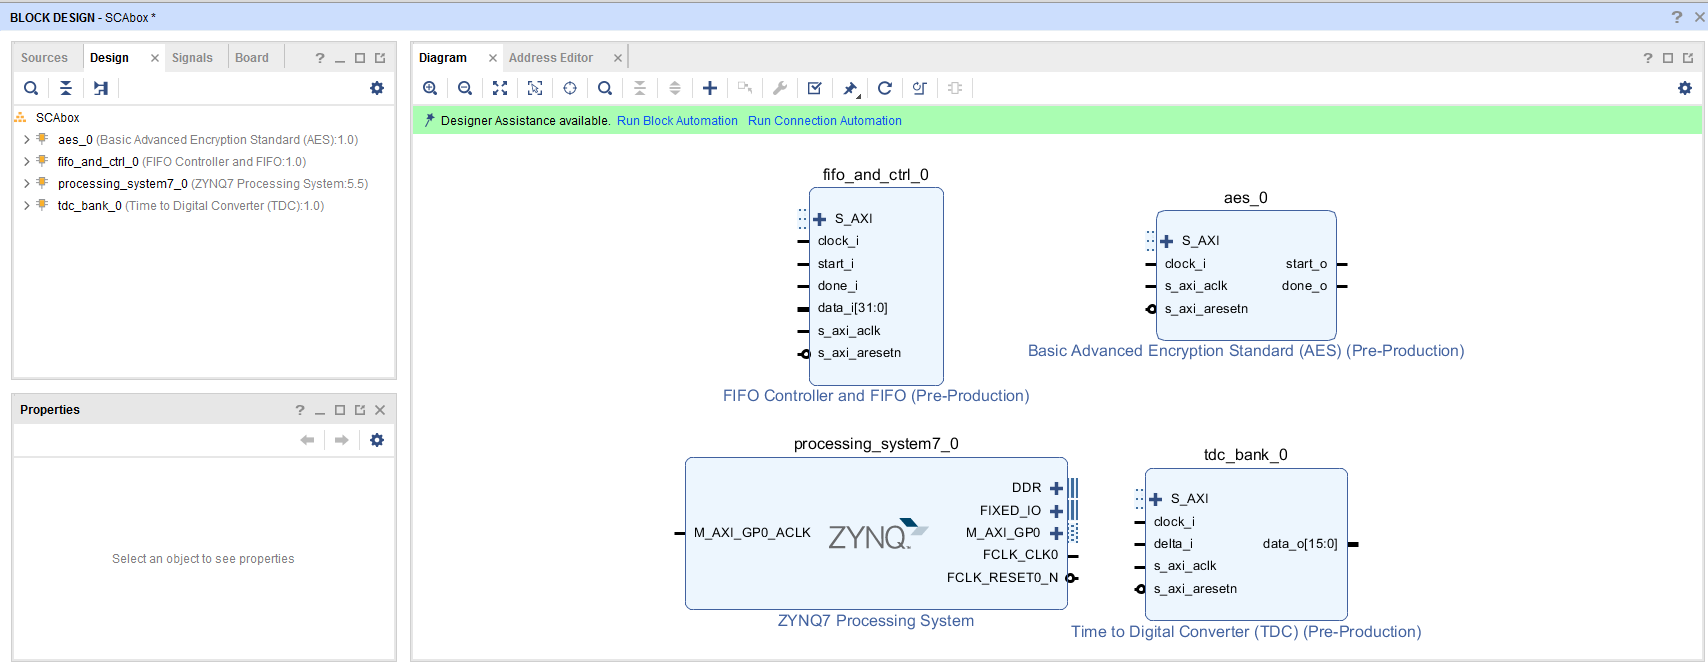 BLOCK DESIGN - SCAbox *
Sources Design Signals Board
SCAbox
aes_0 (Basic Advanced Encryption Standard (AES):1.0)
fifo_and_ctrl_0 (FIFO Controller and FIFO:1.0)
processing_system7_0 (ZYNQ7 Processing System:5.5)
tdc_bank_0 (Time to Digital Converter (TDC):1.0)
Properties
Select an object to see properties
Diagram Address Editor
Designer Assistance available. Run Block Automation Run Connection Automation
fifo_and_ctrl_0
S_AXI
clock_i
start_i
done_i
data_i[31:0]
s_axi_aclk
s_axi_aresetn
FIFO Controller and FIFO (Pre-Production)
aes_0
S_AXI
clock_i start_o
s_axi_aclk done_o
s_axi_aresetn
Basic Advanced Encryption Standard (AES) (Pre-Production)
processing_system7_0
DDR
FIXED_IO
M_AXI_GP0_ACLK ZYNQ M_AXI_GP0
FCLK_CLK0
FCLK_RESET0_N
ZYNQ7 Processing System
tdc_bank_0
S_AXI
clock_i
delta_i data_o[15:0]
s_axi_aclk
s_axi_aresetn
Time to Digital Converter (TDC) (Pre-Production)